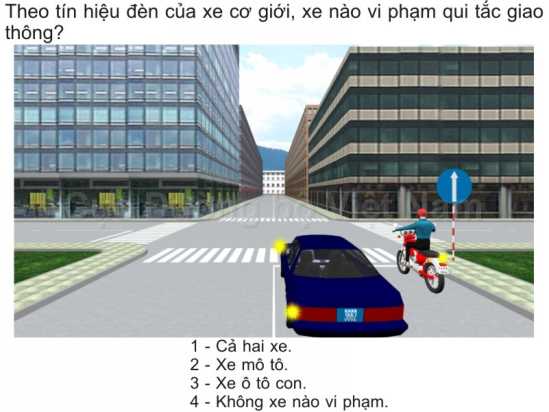 Theo tín hiệu đèn của xe cơ giới, xe nào vi phạm qui tắc giao
thông?
1 - Cả hai xe.
2 - Xe mô tô.
3 - Xe ô tô con.
4 - Không xe nào vi phạm.